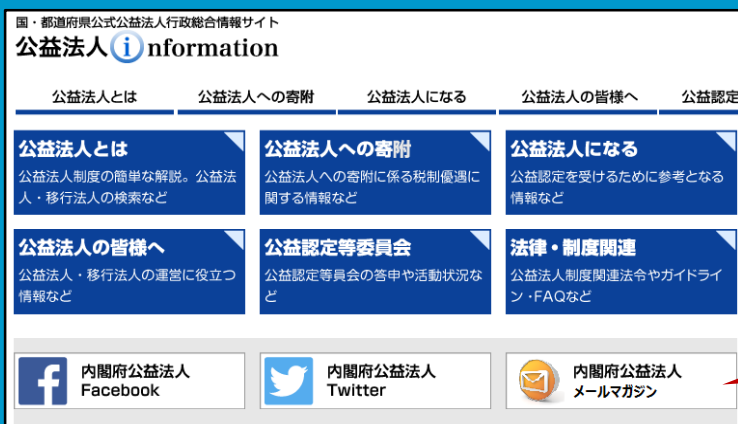 国・都道府県公式公益法人行政総合情報サイト
公益法人 information
公益法人とは 公益法人への寄附 公益法人になる 公益法人の皆様へ 公益認定
公益法人とは
公益法人制度の簡単な解説。公益法
人・移行法人の検索など
公益法人への寄附
公益法人への寄附に係る税制優遇に
関する情報など
公益法人になる
公益認定を受けるために参考となる
情報など
公益法人の皆様へ
公益法人・移行法人の運営に役立つ
情報など
公益認定等委員会
公益認定等員会の答申や活動状況な
ど
法律・制度関連
公益法人制度関連法令やガイドライ
ン・FAQなど
内閣府公益法人
Facebook
内閣府公益法人
Twitter
内閣府公益法人
メールマガジン